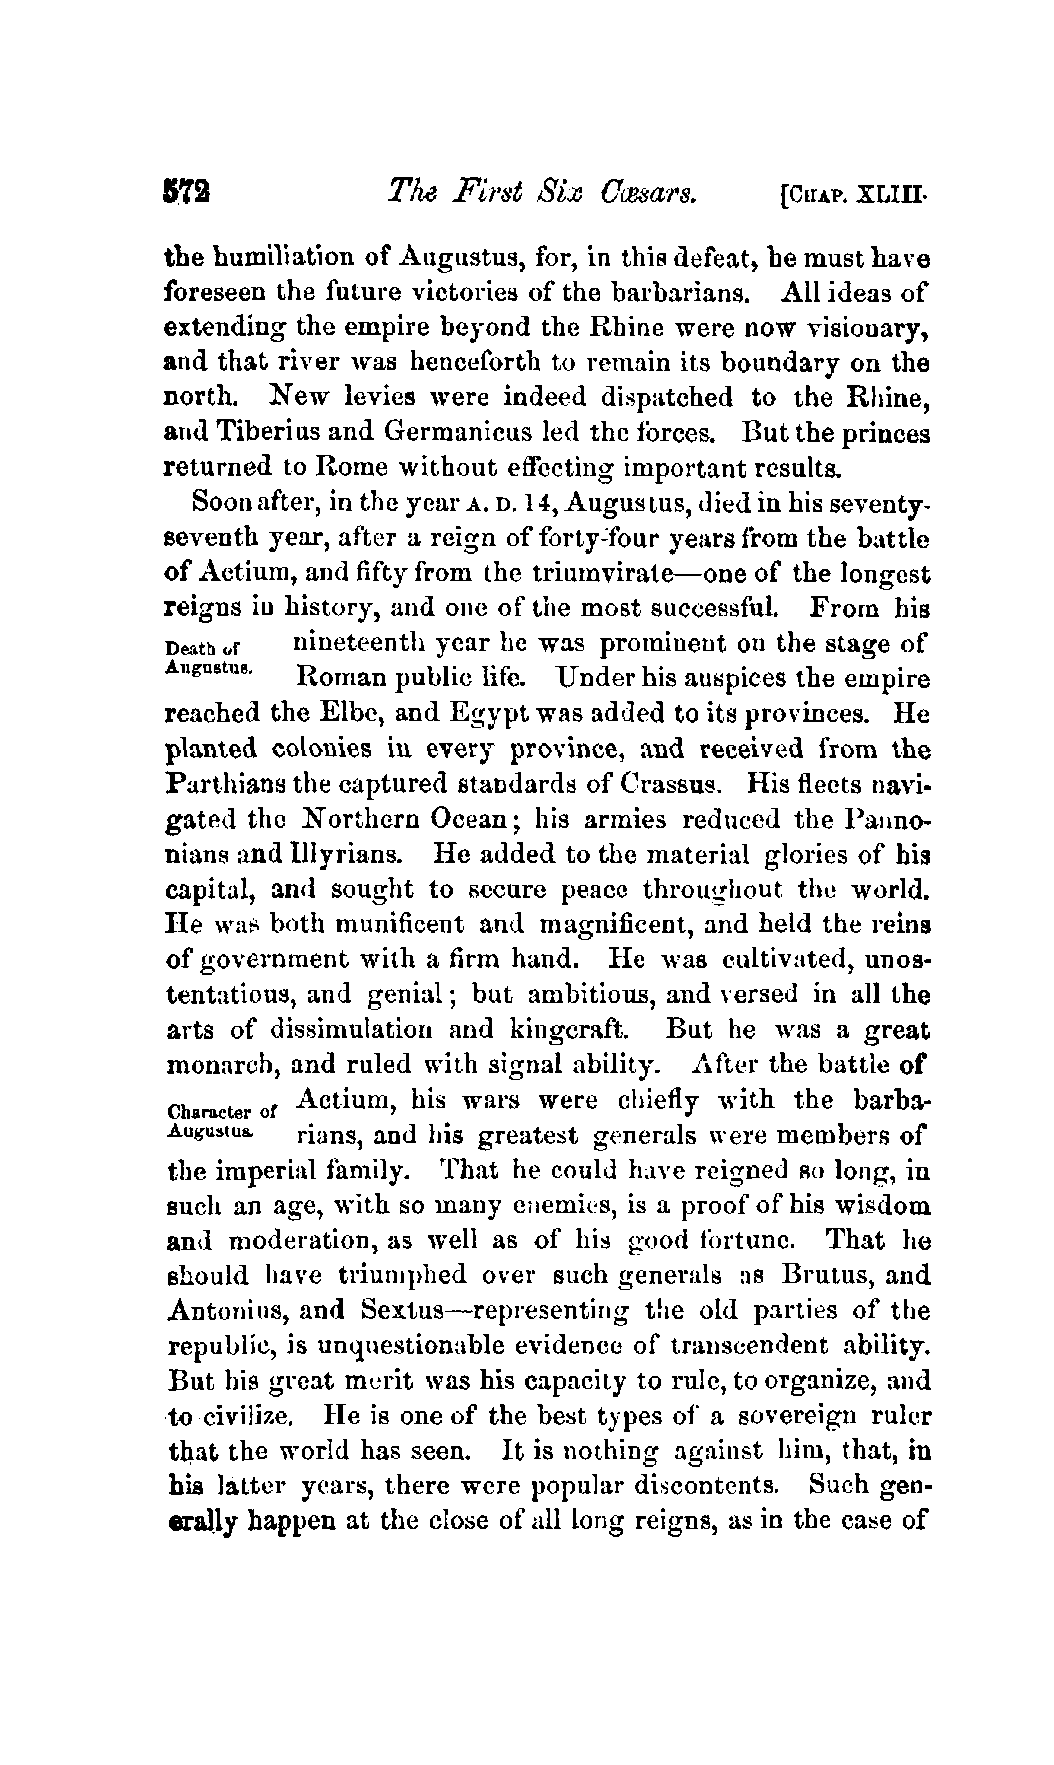 572 The First Six Cæsars. [CHAP. XLIII.
the humiliation of Augustus, for, in this defeat, he must have
foreseen the future victories of the barbarians. All ideas of
extending the empire beyond the Rhine were now visionary,
and that river was henceforth to remain its boundary on the
north. New levies were indeed dispatched to the Rhine,
and Tiberius and Germanicus led the forces. But the princes
returned to Rome without effecting important results.
Soon after, in the year A. D. 14, Augustus, died in his seventy-
seventh year, after a reign of forty-four years from the battle
of Actium, and fifty from the triumvirate—one of the longest
reigns in history, and one of the most successful. From his
Death of nineteenth year he was prominent on the stage of
Augustus. Roman public life. Under his auspices the empire
reached the Elbe, and Egypt was added to its provinces. He
planted colonies in every province, and received from the
Parthians the captured standards of Crassus. His fleets navi-
gated the Northern Ocean; his armies reduced the Panno-
nians and Illyrians. He added to the material glories of his
capital, and sought to secure peace throughout the world.
He was both munificent and magnificent, and held the reins
of government with a firm hand. He was cultivated, unos-
tentatious, and genial; but ambitious, and versed in all the
arts of dissimulation and kingcraft. But he was a great
monarch, and ruled with signal ability. After the battle of
Character of Actium, his wars were chiefly with the barba-
Augustus. rians, and his greatest generals were members of
the imperial family. That he could have reigned so long, in
such an age, with so many enemies, is a proof of his wisdom
and moderation, as well as of his good fortune. That he
should have triumphed over such generals as Brutus, and
Antonius, and Sextus—representing the old parties of the
republic, is unquestionable evidence of transcendent ability.
But his great merit was his capacity to rule, to organize, and
to civilize. He is one of the best types of a sovereign ruler
that the world has seen. It is nothing against him, that, in
his latter years, there were popular discontents. Such gen-
erally happen at the close of all long reigns, as in the case of